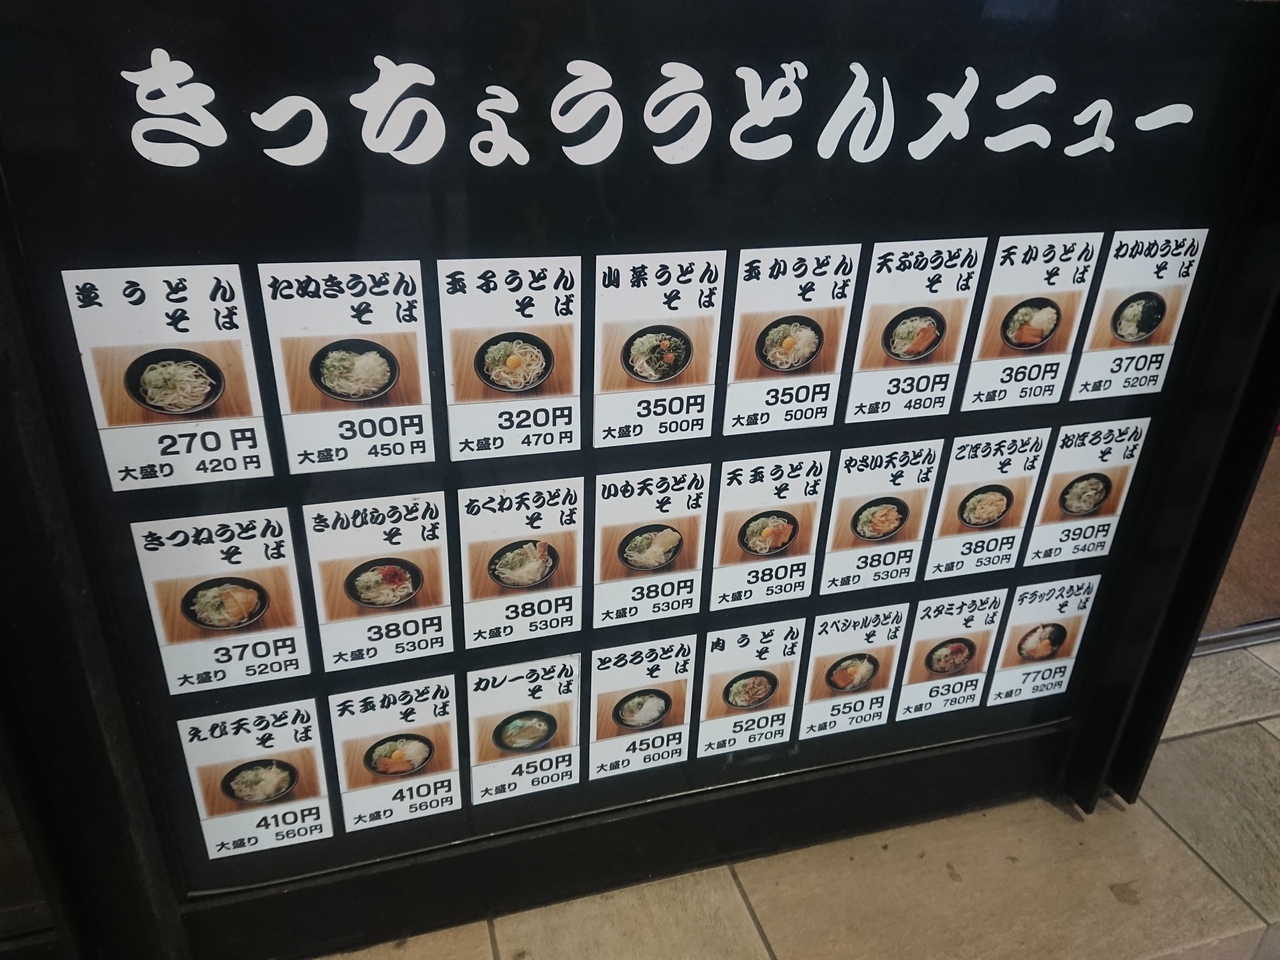 きっちょううどんメニュー
並うどん
そば
270円
大盛り 420円
たぬきうどん
そば
300円
大盛り 450円
玉子うどん
そば
320円
大盛り 470円
山菜うどん
そば
350円
大盛り 500円
玉かうどん
そば
350円
大盛り 500円
天ぷらうどん
そば
330円
大盛り 480円
天かうどん
そば
360円
大盛り 510円
わかめうどん
そば
370円
大盛り 520円
きつねうどん
そば
370円
大盛り 520円
きんぴらうどん
そば
380円
大盛り 530円
ちくわ天うどん
そば
380円
大盛り 530円
いも天うどん
そば
380円
大盛り 530円
天玉うどん
そば
380円
大盛り 530円
やさい天うどん
そば
380円
大盛り 530円
ごぼう天うどん
そば
380円
大盛り 530円
おぼろうどん
そば
390円
大盛り 540円
えび天うどん
そば
410円
大盛り 560円
天玉かうどん
そば
410円
大盛り 560円
カレーうどん
そば
450円
大盛り 600円
とろろうどん
そば
450円
大盛り 600円
肉うどん
そば
520円
大盛り 670円
スペシャルうどん
そば
550円
大盛り 700円
スタミナうどん
そば
630円
大盛り 780円
デラックスうどん
そば
770円
大盛り 920円